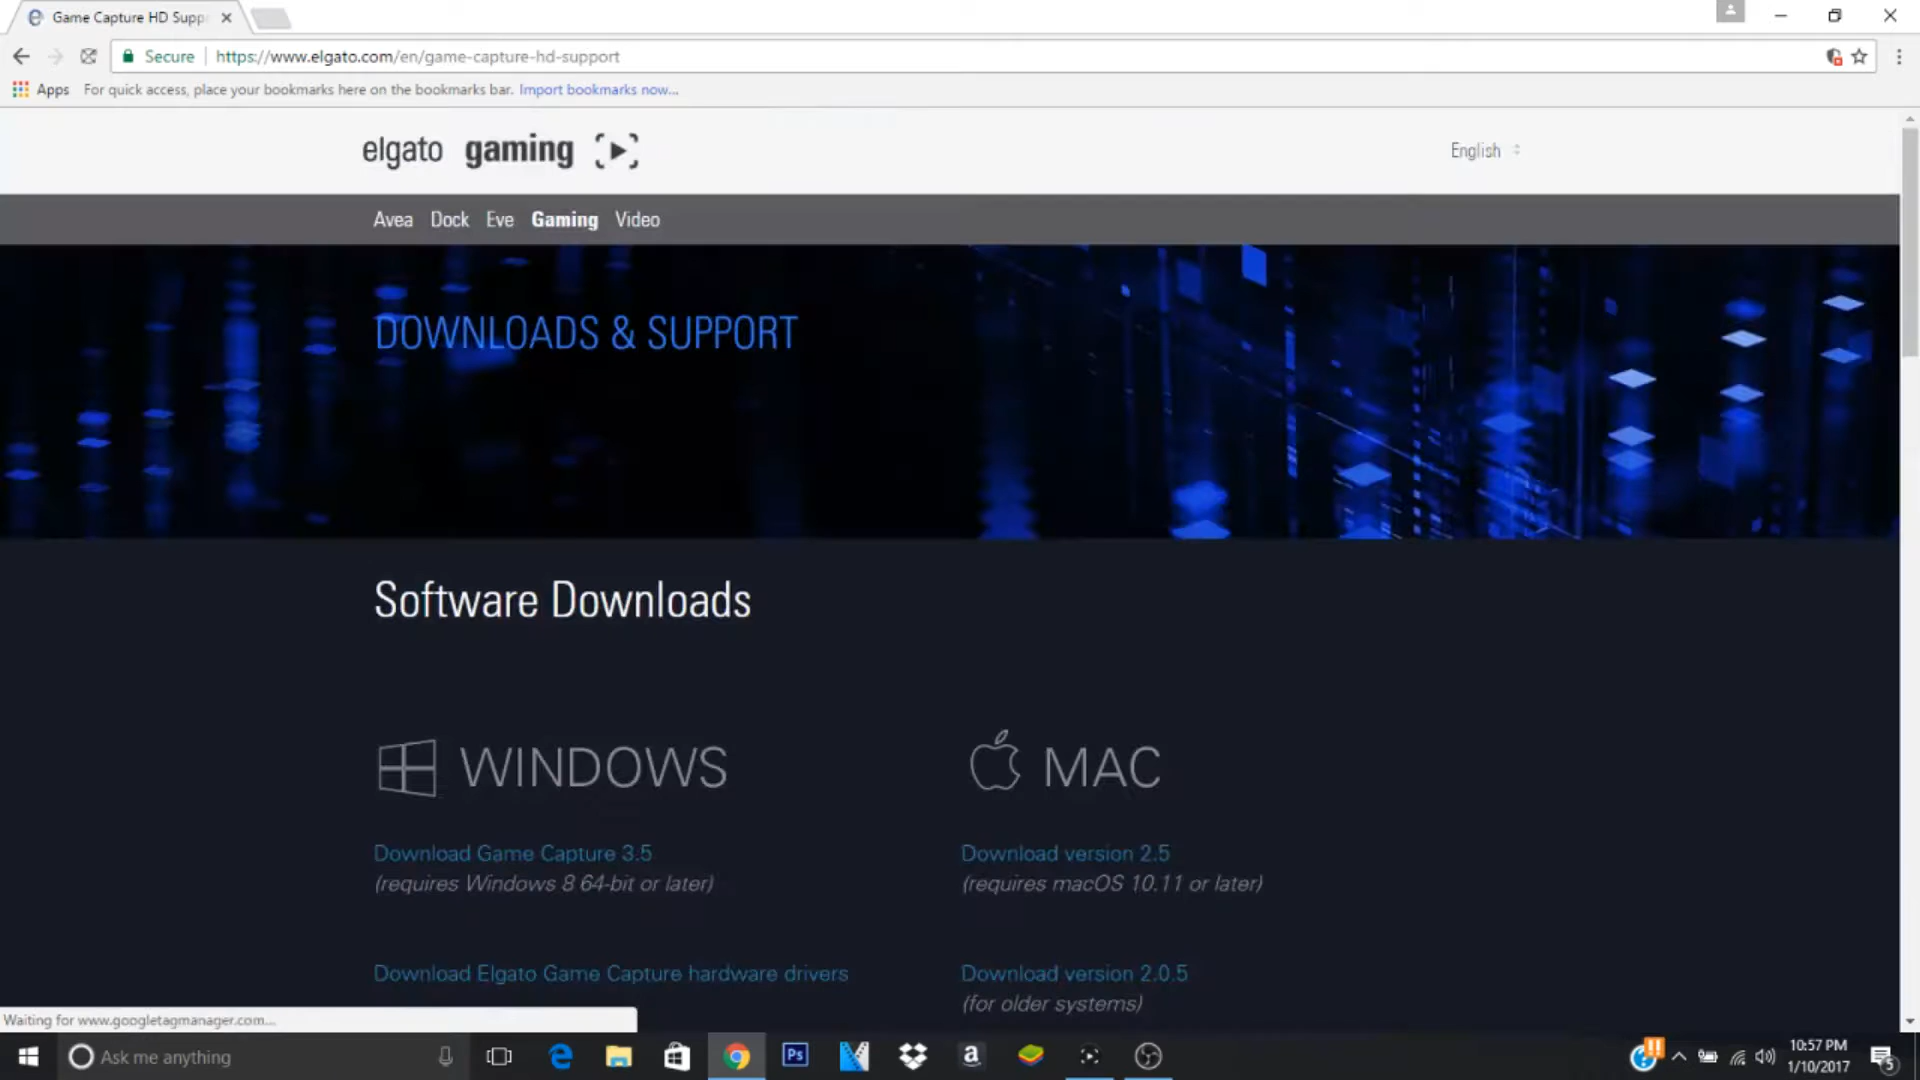 Game Capture HD Supp
Secure https://www.elgato.com/en/game-capture-hd-support
Apps For quick access, place your bookmarks here on the bookmarks bar. Import bookmarks now...
elgato gaming
English
Avea Dock Eve Gaming Video
DOWNLOADS & SUPPORT
Software Downloads
WINDOWS
MAC
Download Game Capture 3.5
(requires Windows 8 64-bit or later)
Download version 2.5
(requires macOS 10.11 or later)
Download Elgato Game Capture hardware drivers
Download version 2.0.5
(for older systems)
Waiting for www.googletagmanager.com...
Ask me anything
Ps
a
10:57 PM
1/10/2017
5